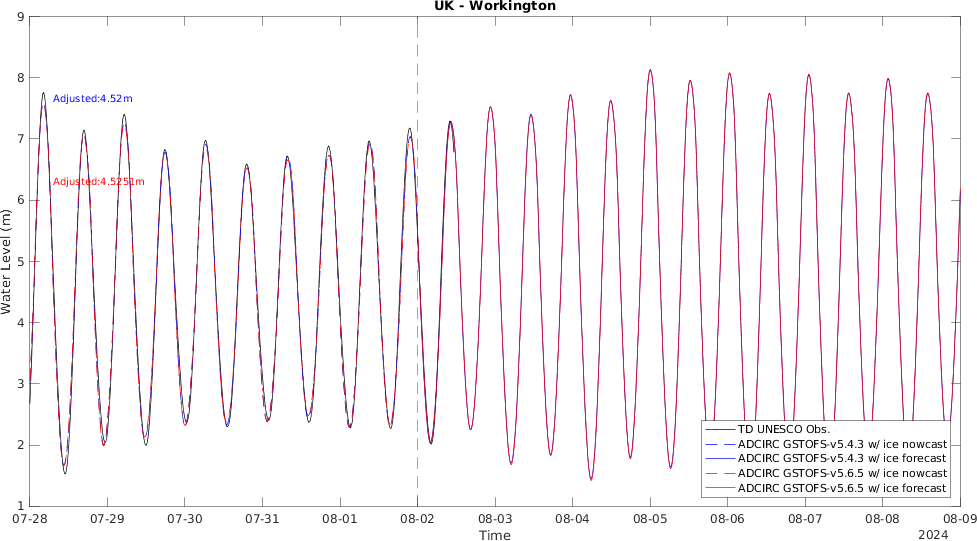 UK - Workington
9
8
7
6
5
4
3
2
1
Water Level (m)
Adjusted:4.52m
Adjusted:4.5251m
TD UNESCO Obs.
ADCIRC GSTOFS-v5.4.3 w/ ice nowcast
ADCIRC GSTOFS-v5.4.3 w/ ice forecast
ADCIRC GSTOFS-v5.6.5 w/ ice nowcast
ADCIRC GSTOFS-v5.6.5 w/ ice forecast
07-28 07-29 07-30 07-31 08-01 08-02 08-03 08-04 08-05 08-06 08-07 08-08 08-09
Time
2024